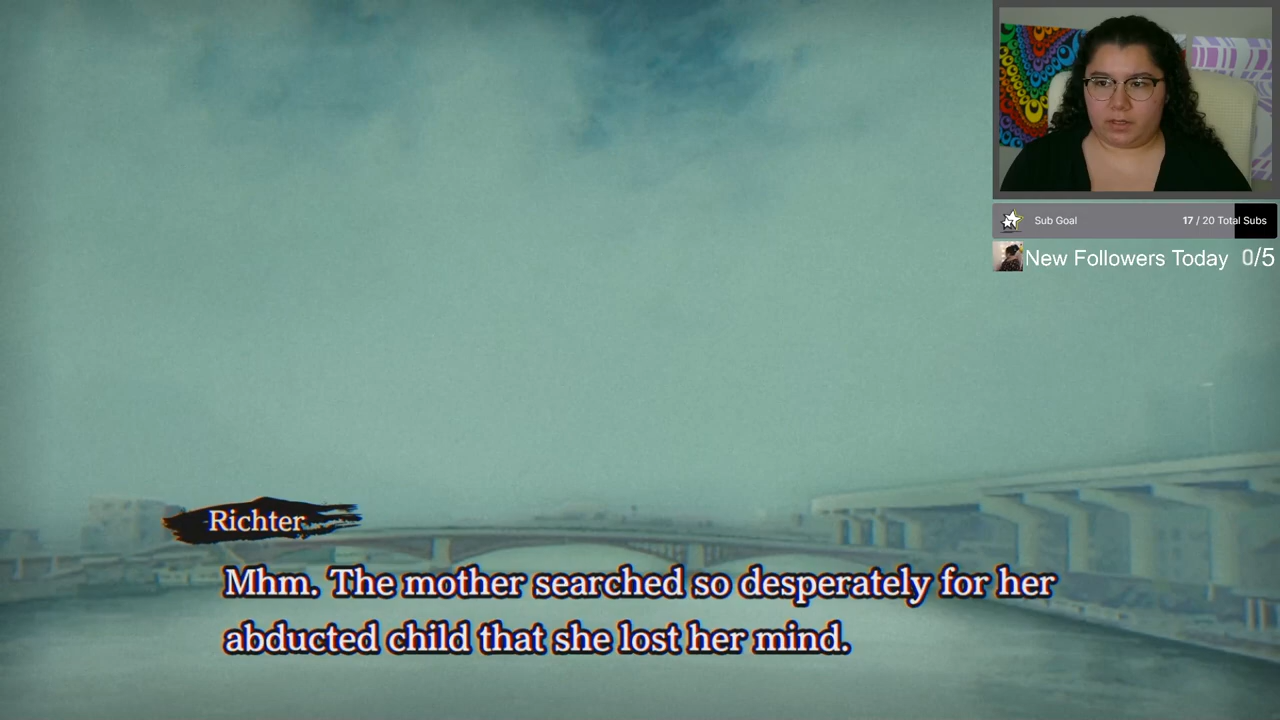 Sub Goal 17 / 20 Total Subs
New Followers Today 0/5
Richter
Mhm. The mother searched so desperately for her
abducted child that she lost her mind.